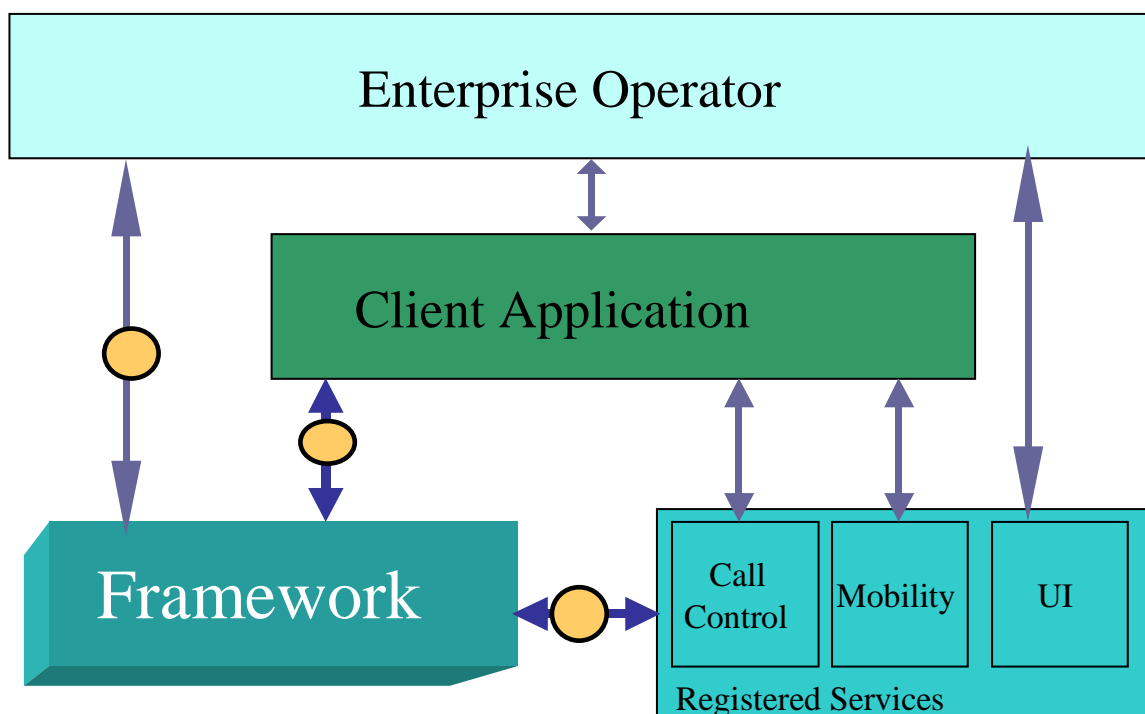 Enterprise Operator
Client Application
Framework
Call
Control
Mobility
UI
Registered Services